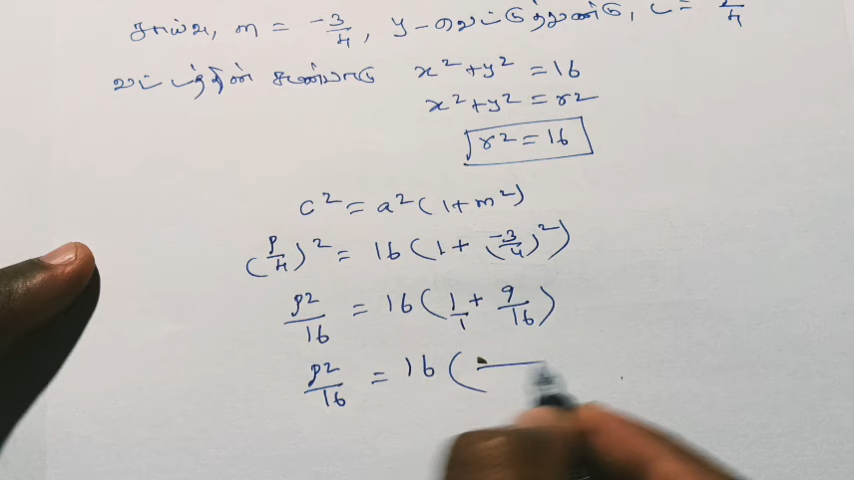 சாய்வு, m = -3/4, y-வெட்டுத்துண்டு, c = P/4
வட்டத்தின் சமன்பாடு x² + y² = 16
x² + y² = r2
r2 = 16
c² = a² (1 + m²)
(P/4)² = 16 (1 + (-3/4)²)
P2/16 = 16 (1/1 + 9/16)
P2/16 = 16 (